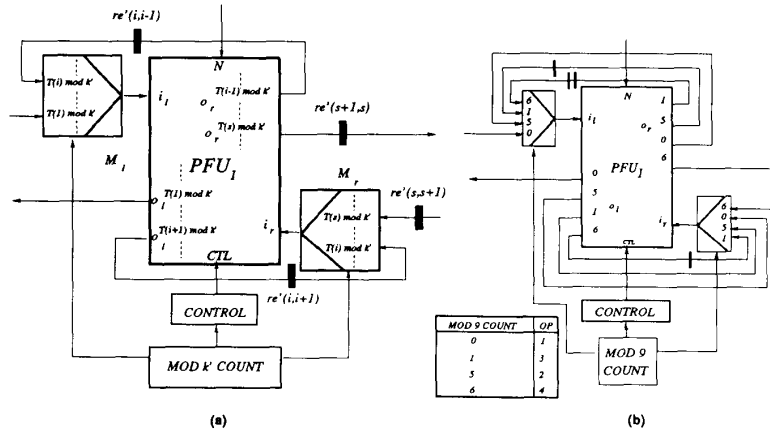 re'(i,i-1)
N
T(i) mod k'
T(1) mod k'
M l
i l
T(i-1) mod k'
o r
T(s) mod k'
o r
re'(s+1,s)
PFU I
M r
T(1) mod k'
o l
T(i+1) mod k'
o l
i r
T(s) mod k'
T(i) mod k'
re'(s,s+1)
CTL
re'(i,i+1)
CONTROL
MOD k' COUNT
(a)
(b)
N
6
1
5
0
i l
1
5
0
6
o r
PFU I
0
5
1
6
o l
i r
6
0
5
1
CTL
CONTROL
MOD 9
COUNT
MOD 9 COUNT OP
0 1
1 3
5 2
6 4